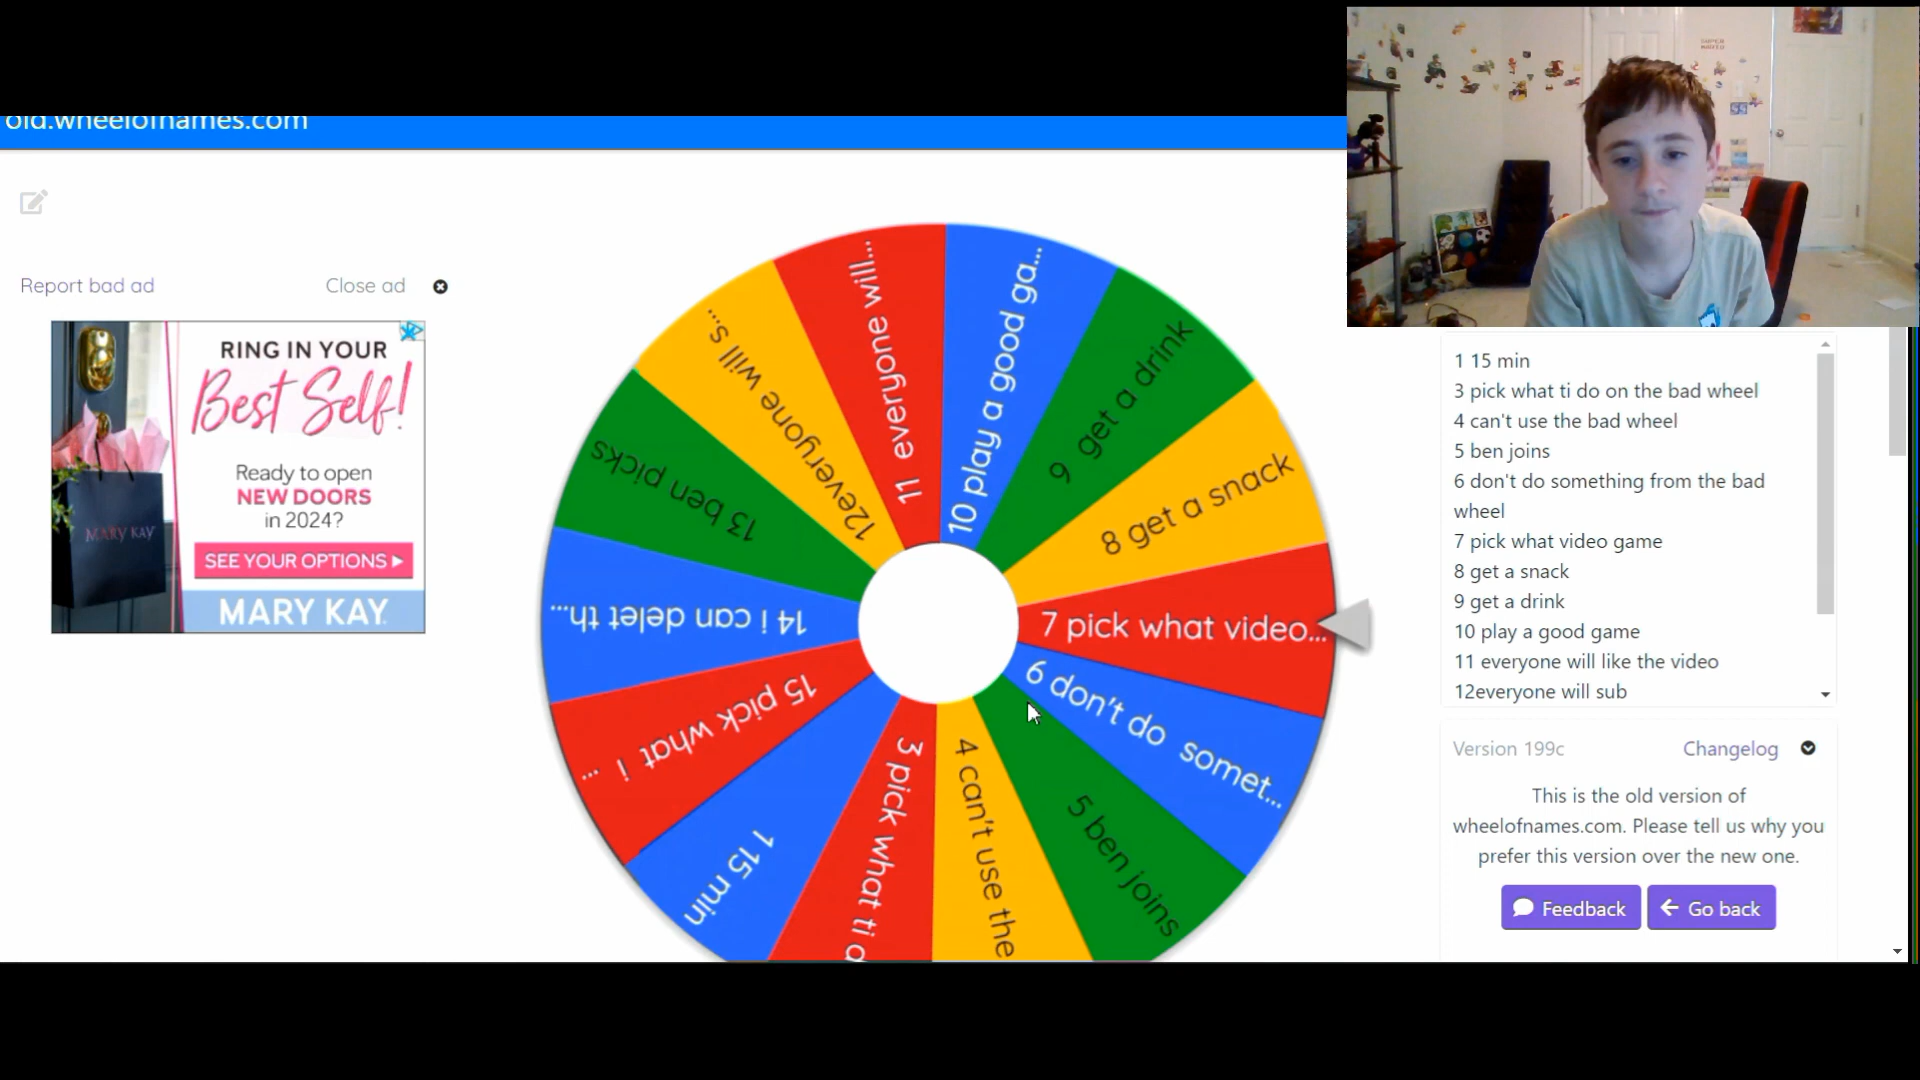 old.wheelofnames.com
Report bad ad
Close ad
RING IN YOUR
Best Self!
Ready to open
NEW DOORS
in 2024?
SEE YOUR OPTIONS
MARY KAY
MARY KAY
10 play a good ga...
9 get a drink
8 get a snack
7 pick what video...
6 don't do somet...
5 ben joins
4 can't use the
3 pick what ti d
1 15 min
15 pick what i ...
14 i can delet th...
13 ben picks
12everyone will s...
11 everyone will...
SUPER MARIO
1 15 min
3 pick what ti do on the bad wheel
4 can't use the bad wheel
5 ben joins
6 don't do something from the bad
wheel
7 pick what video game
8 get a snack
9 get a drink
10 play a good game
11 everyone will like the video
12everyone will sub
Version 199c
Changelog
This is the old version of
wheelofnames.com. Please tell us why you
prefer this version over the new one.
Feedback
Go back